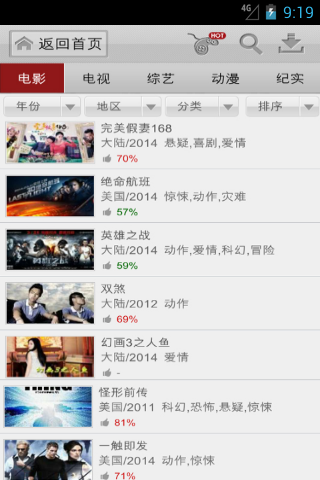 4G 9:19
返回首页 HOT
电影 电视 综艺 动漫 纪实
年份 地区 分类 排序
完美假妻168
大陆/2014 悬疑,喜剧,爱情
70%
绝命航班
美国/2014 惊悚,动作,灾难
57%
英雄之战
大陆/2014 动作,爱情,科幻,冒险
59%
双煞
大陆/2012 动作
69%
幻画3之人鱼
大陆/2014 爱情
-
怪形前传
美国/2011 科幻,恐怖,悬疑,惊悚
81%
一触即发
美国/2014 动作,惊悚
71%